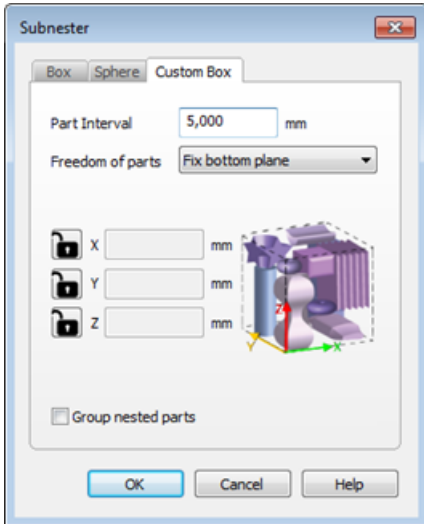 Subnester
Box Sphere Custom Box
Part Interval 5,000 mm
Freedom of parts Fix bottom plane
X mm
Y mm
Z mm
Z
Y X
Group nested parts
OK Cancel Help